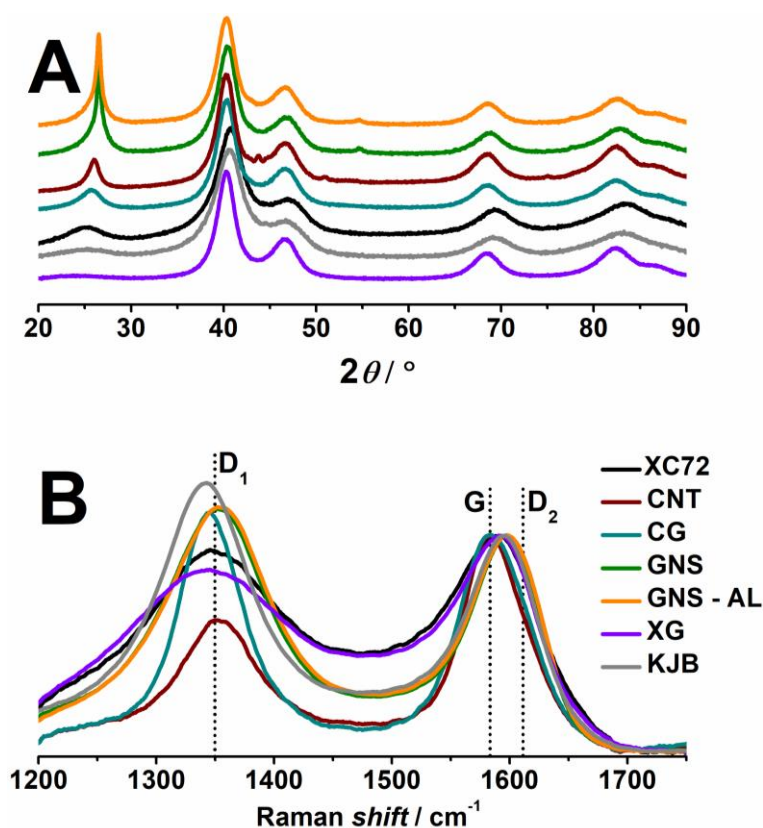 A
20 30 40 50 60 70 80 90
2θ / °
B
D1
G D2
XC72
CNT
CG
GNS
GNS - AL
XG
KJB
1200 1300 1400 1500 1600 1700
Raman shift / cm-1